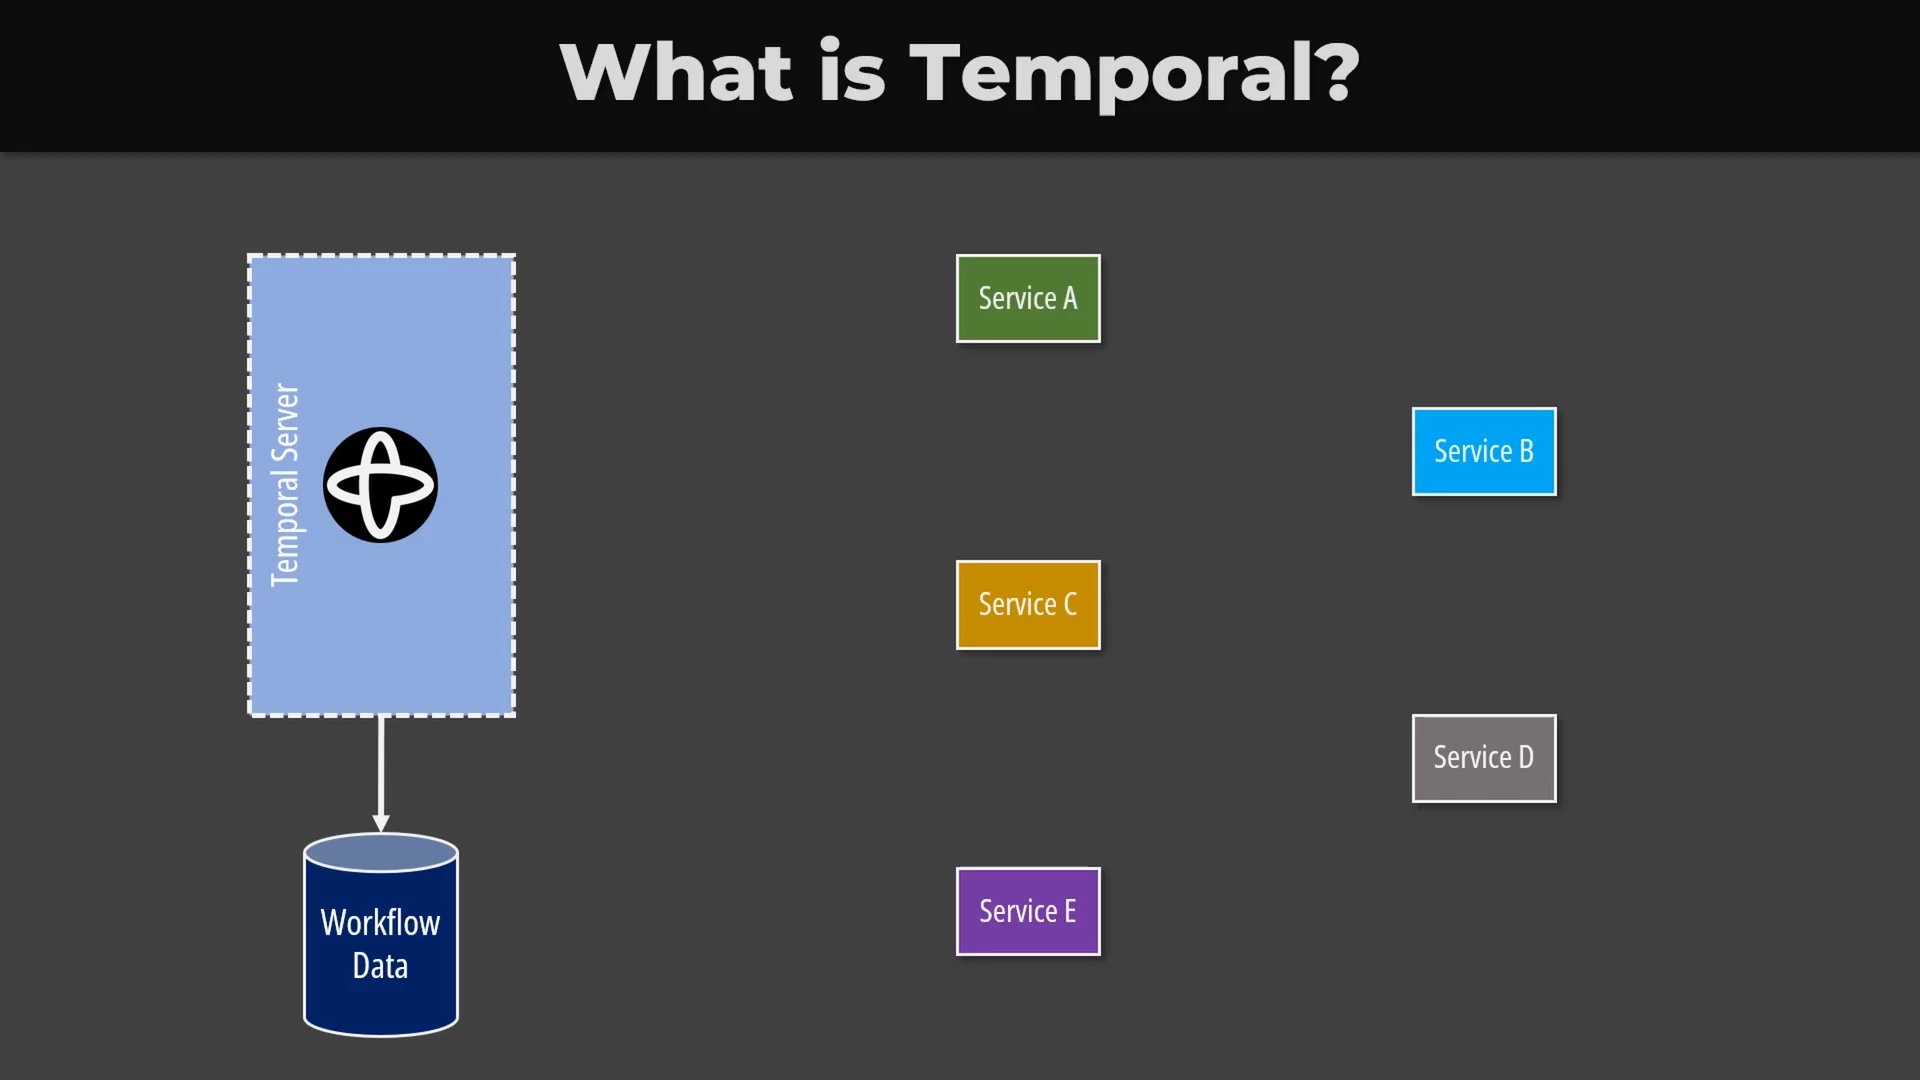 What is Temporal?
Temporal Server
Service A
Service B
Service C
Service D
Service E
Workflow
Data